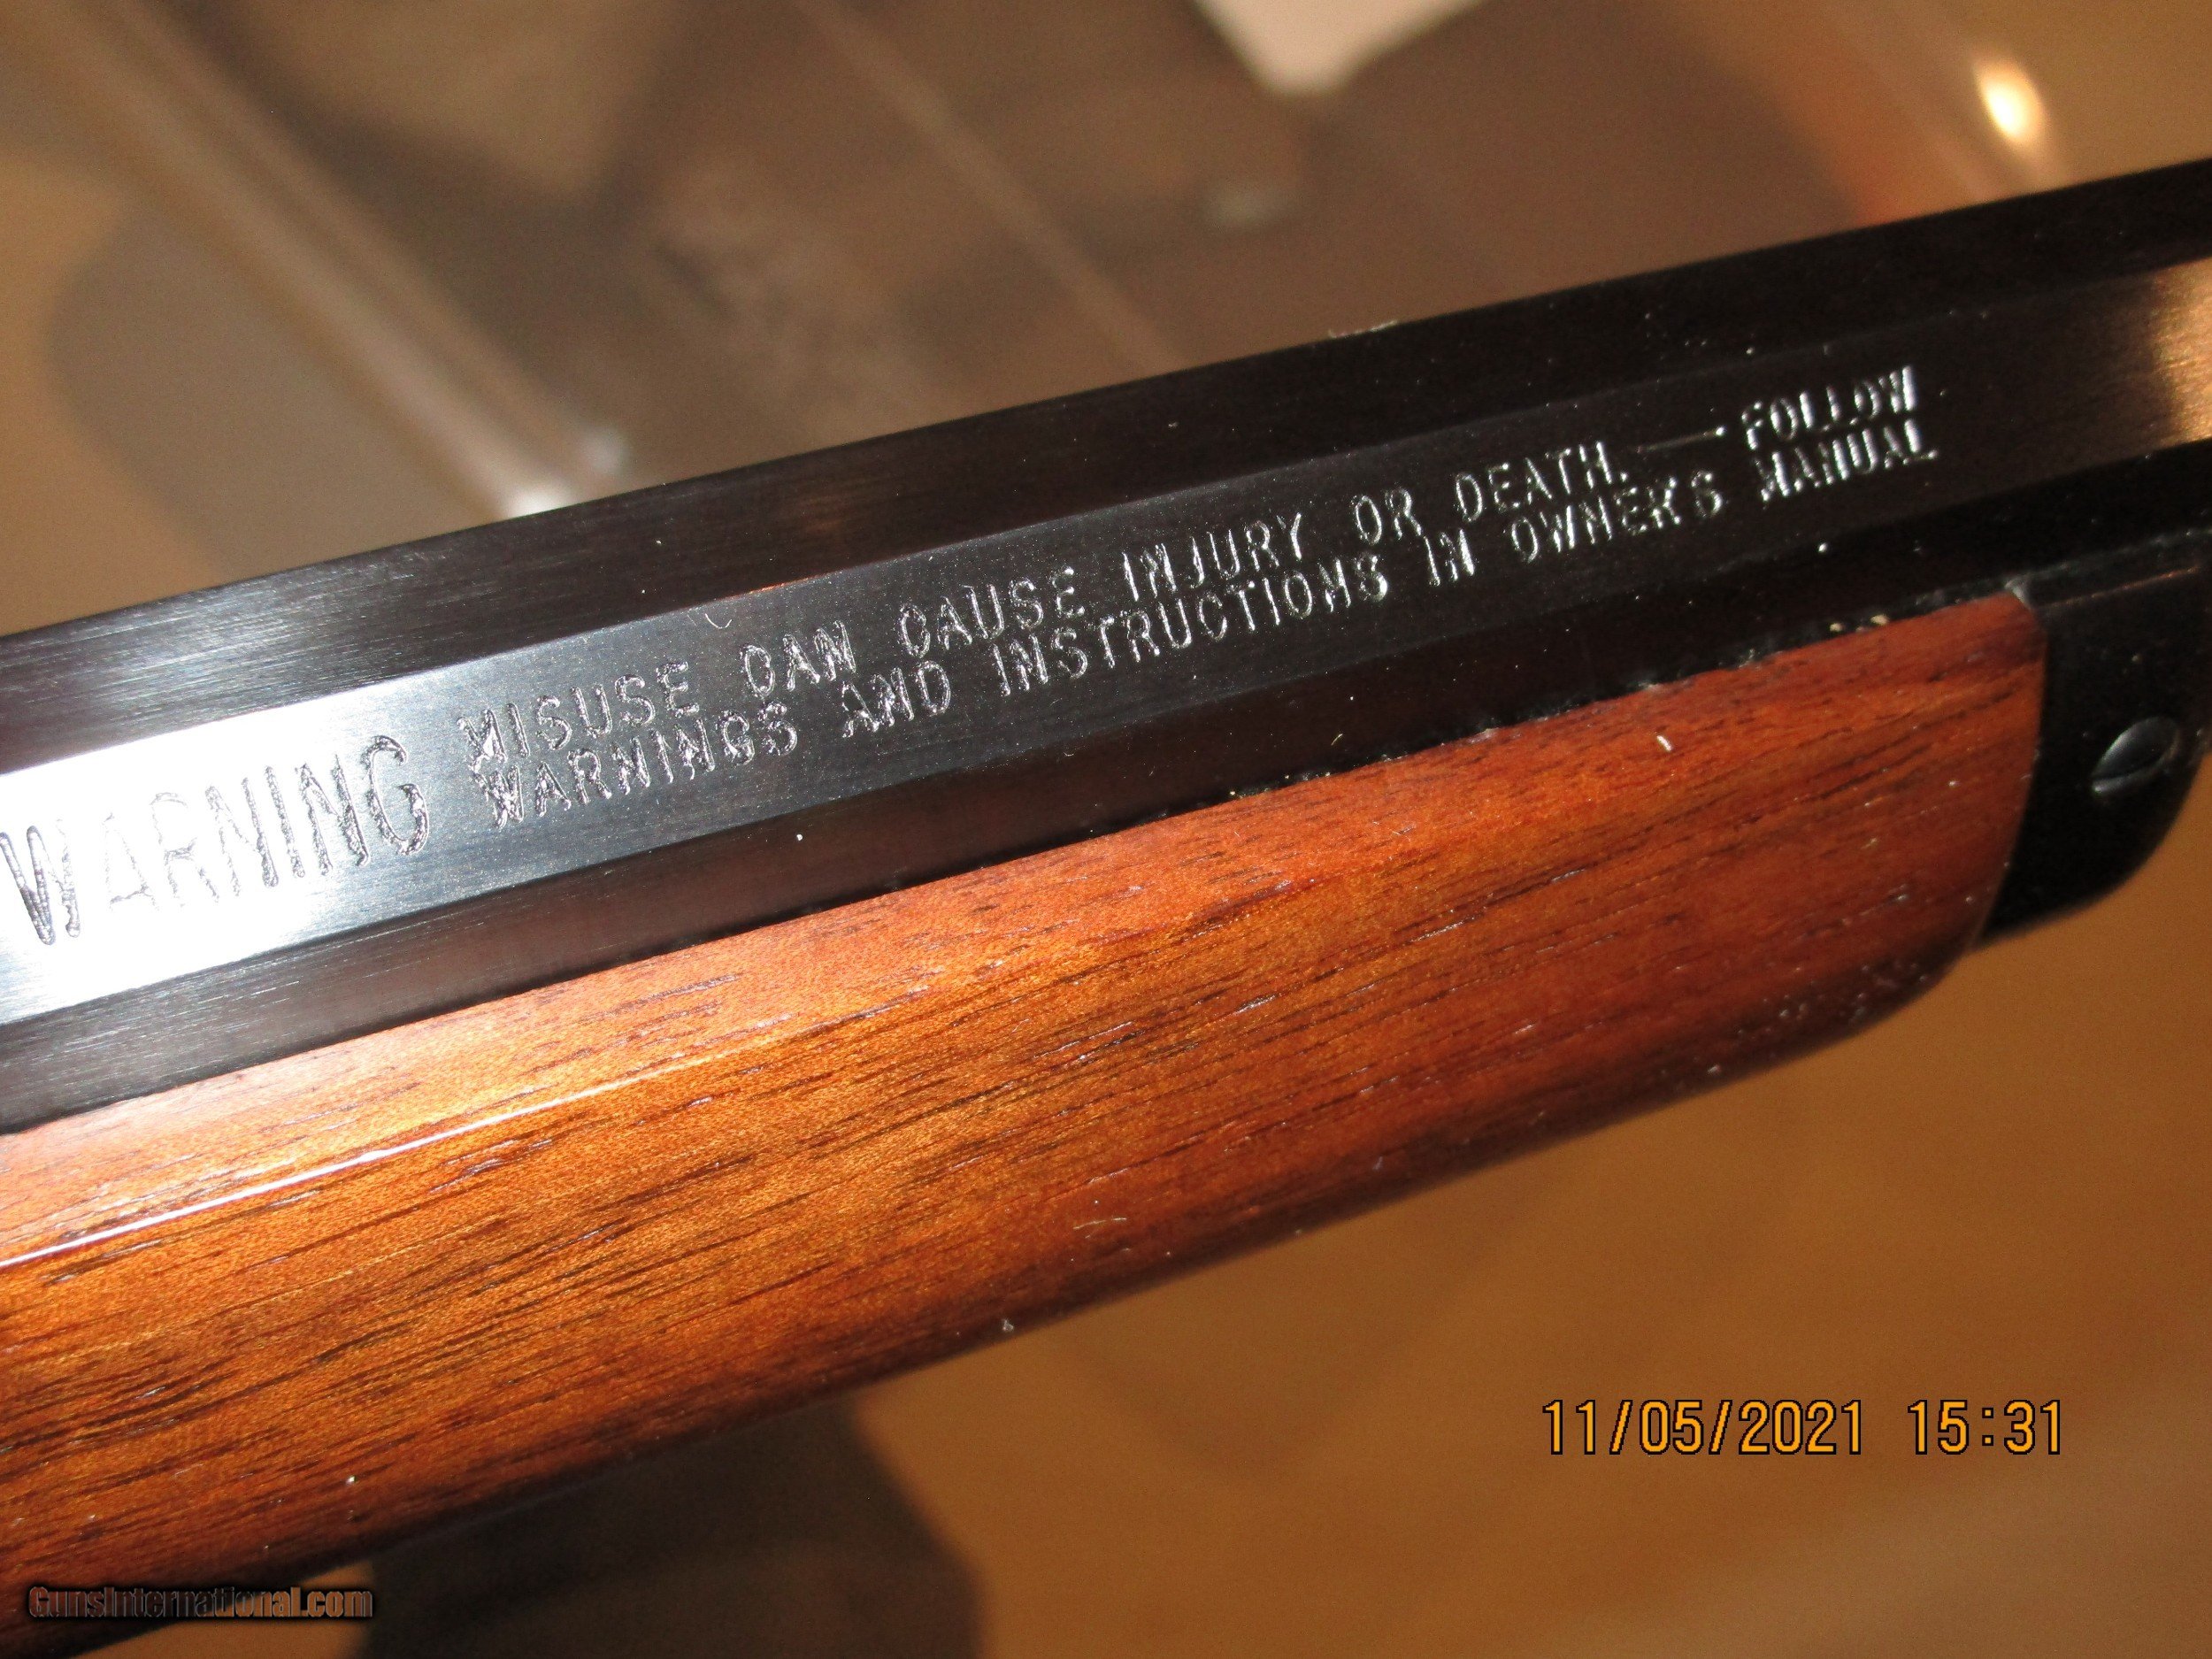 WARNING MISUSE CAN CAUSE INJURY OR DEATH. — FOLLOW
WARNINGS AND INSTRUCTIONS IN OWNER'S MANUAL
11/05/2021 15:31
GunsInternational.com